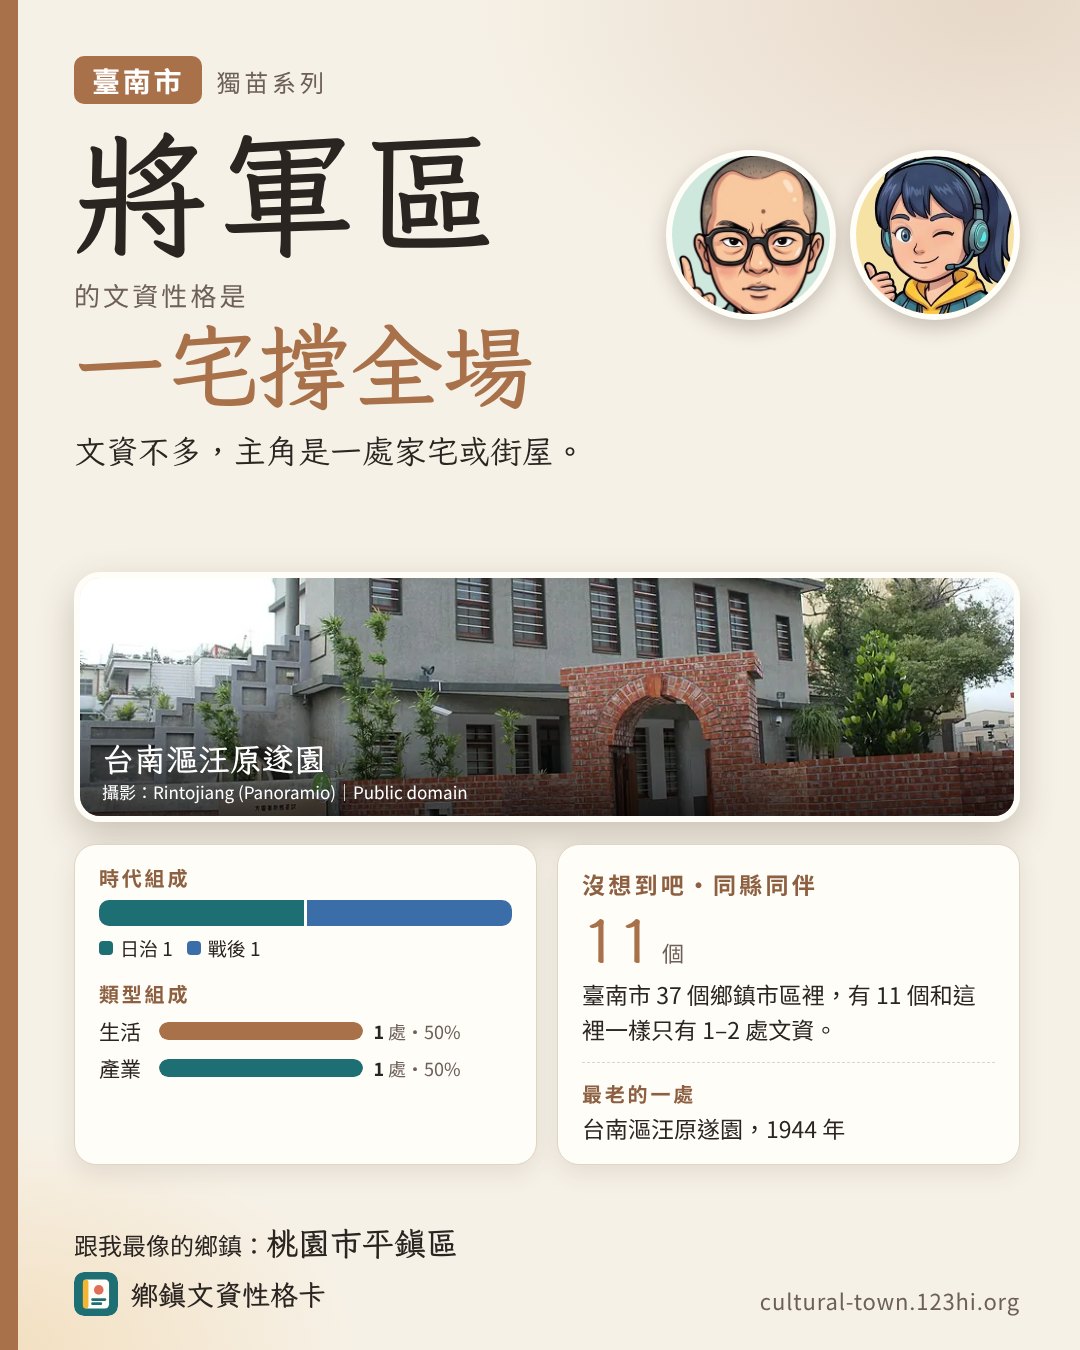 臺南市 獨苗系列
將軍區
的文資性格是
一宅撐全場
文資不多，主角是一處家宅或街屋。
台南漚汪原遂園
攝影：Rintojiang (Panoramio)｜Public domain
時代組成
日治 1 戰後 1
類型組成
生活 1 處・50%
產業 1 處・50%
沒想到吧・同縣同伴
11 個
臺南市 37 個鄉鎮市區裡，有 11 個和這
裡一樣只有 1–2 處文資。
最老的一處
台南漚汪原遂園，1944 年
跟我最像的鄉鎮：桃園市平鎮區
鄉鎮文資性格卡
cultural-town.123hi.org